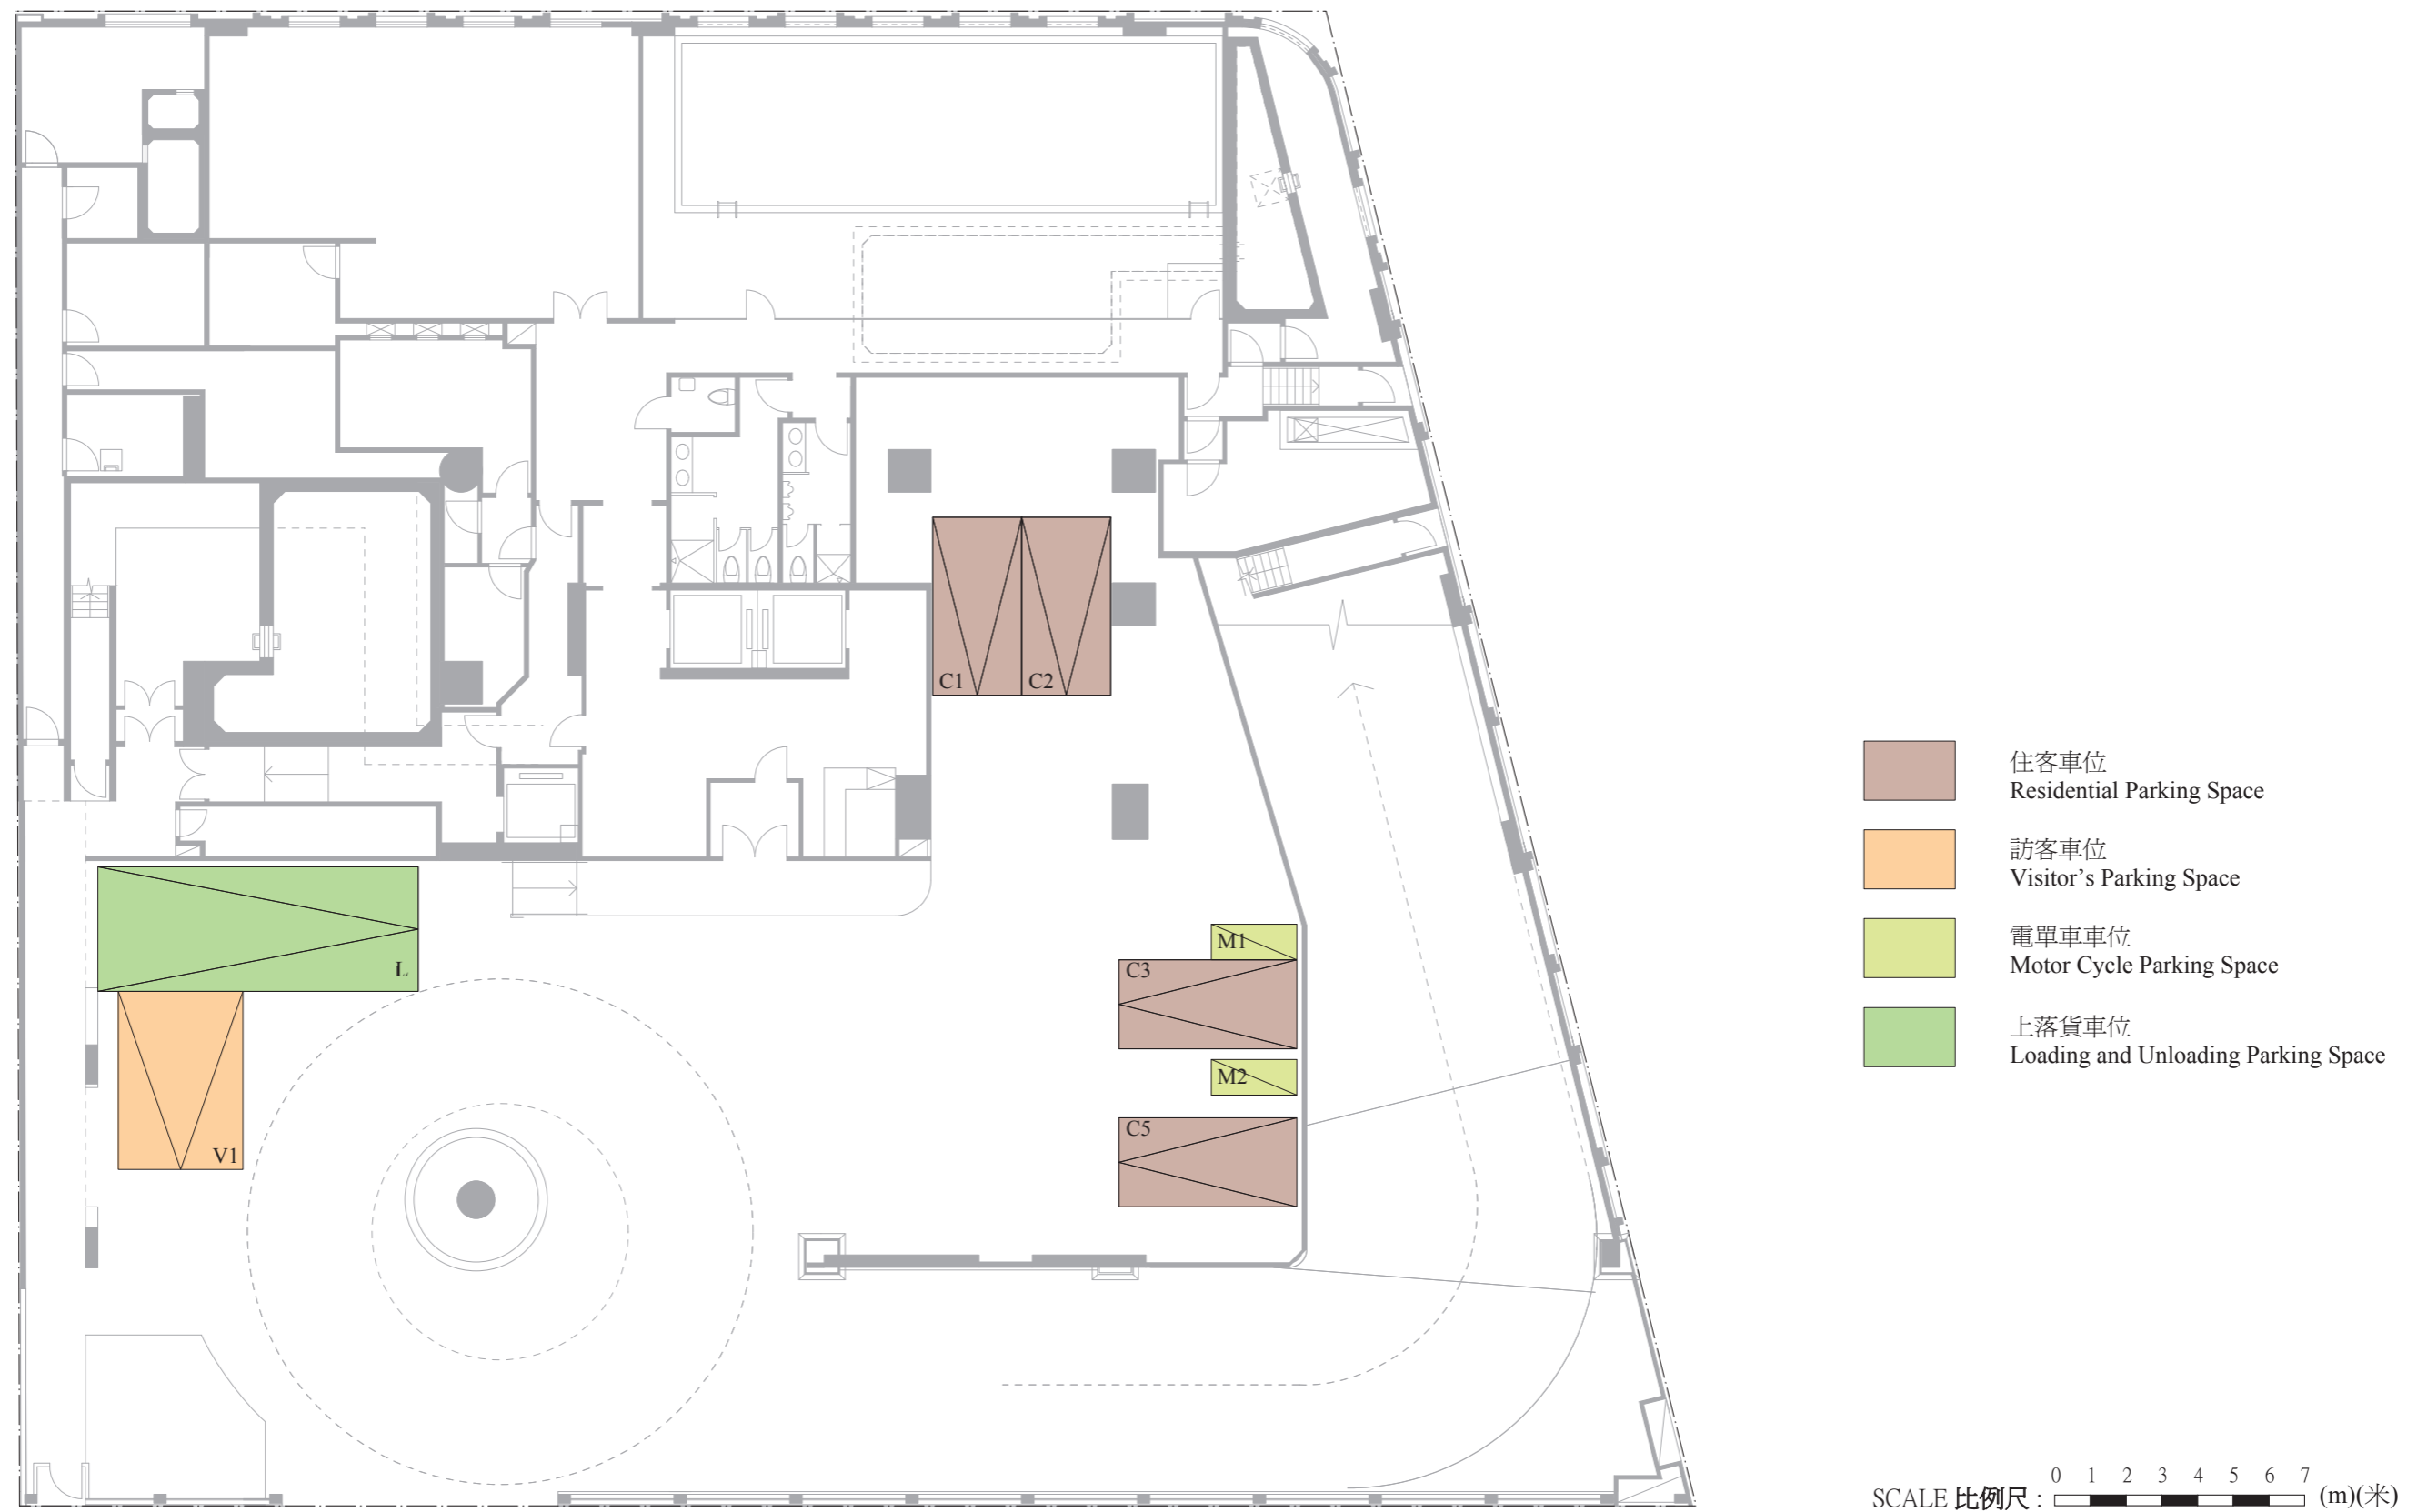 C1
C2
M1
C3
M2
C5
L
V1
住客車位
Residential Parking Space
訪客車位
Visitor’s Parking Space
電單車車位
Motor Cycle Parking Space
上落貨車位
Loading and Unloading Parking Space
0 1 2 3 4 5 6 7
SCALE 比例尺 : (m)(米)